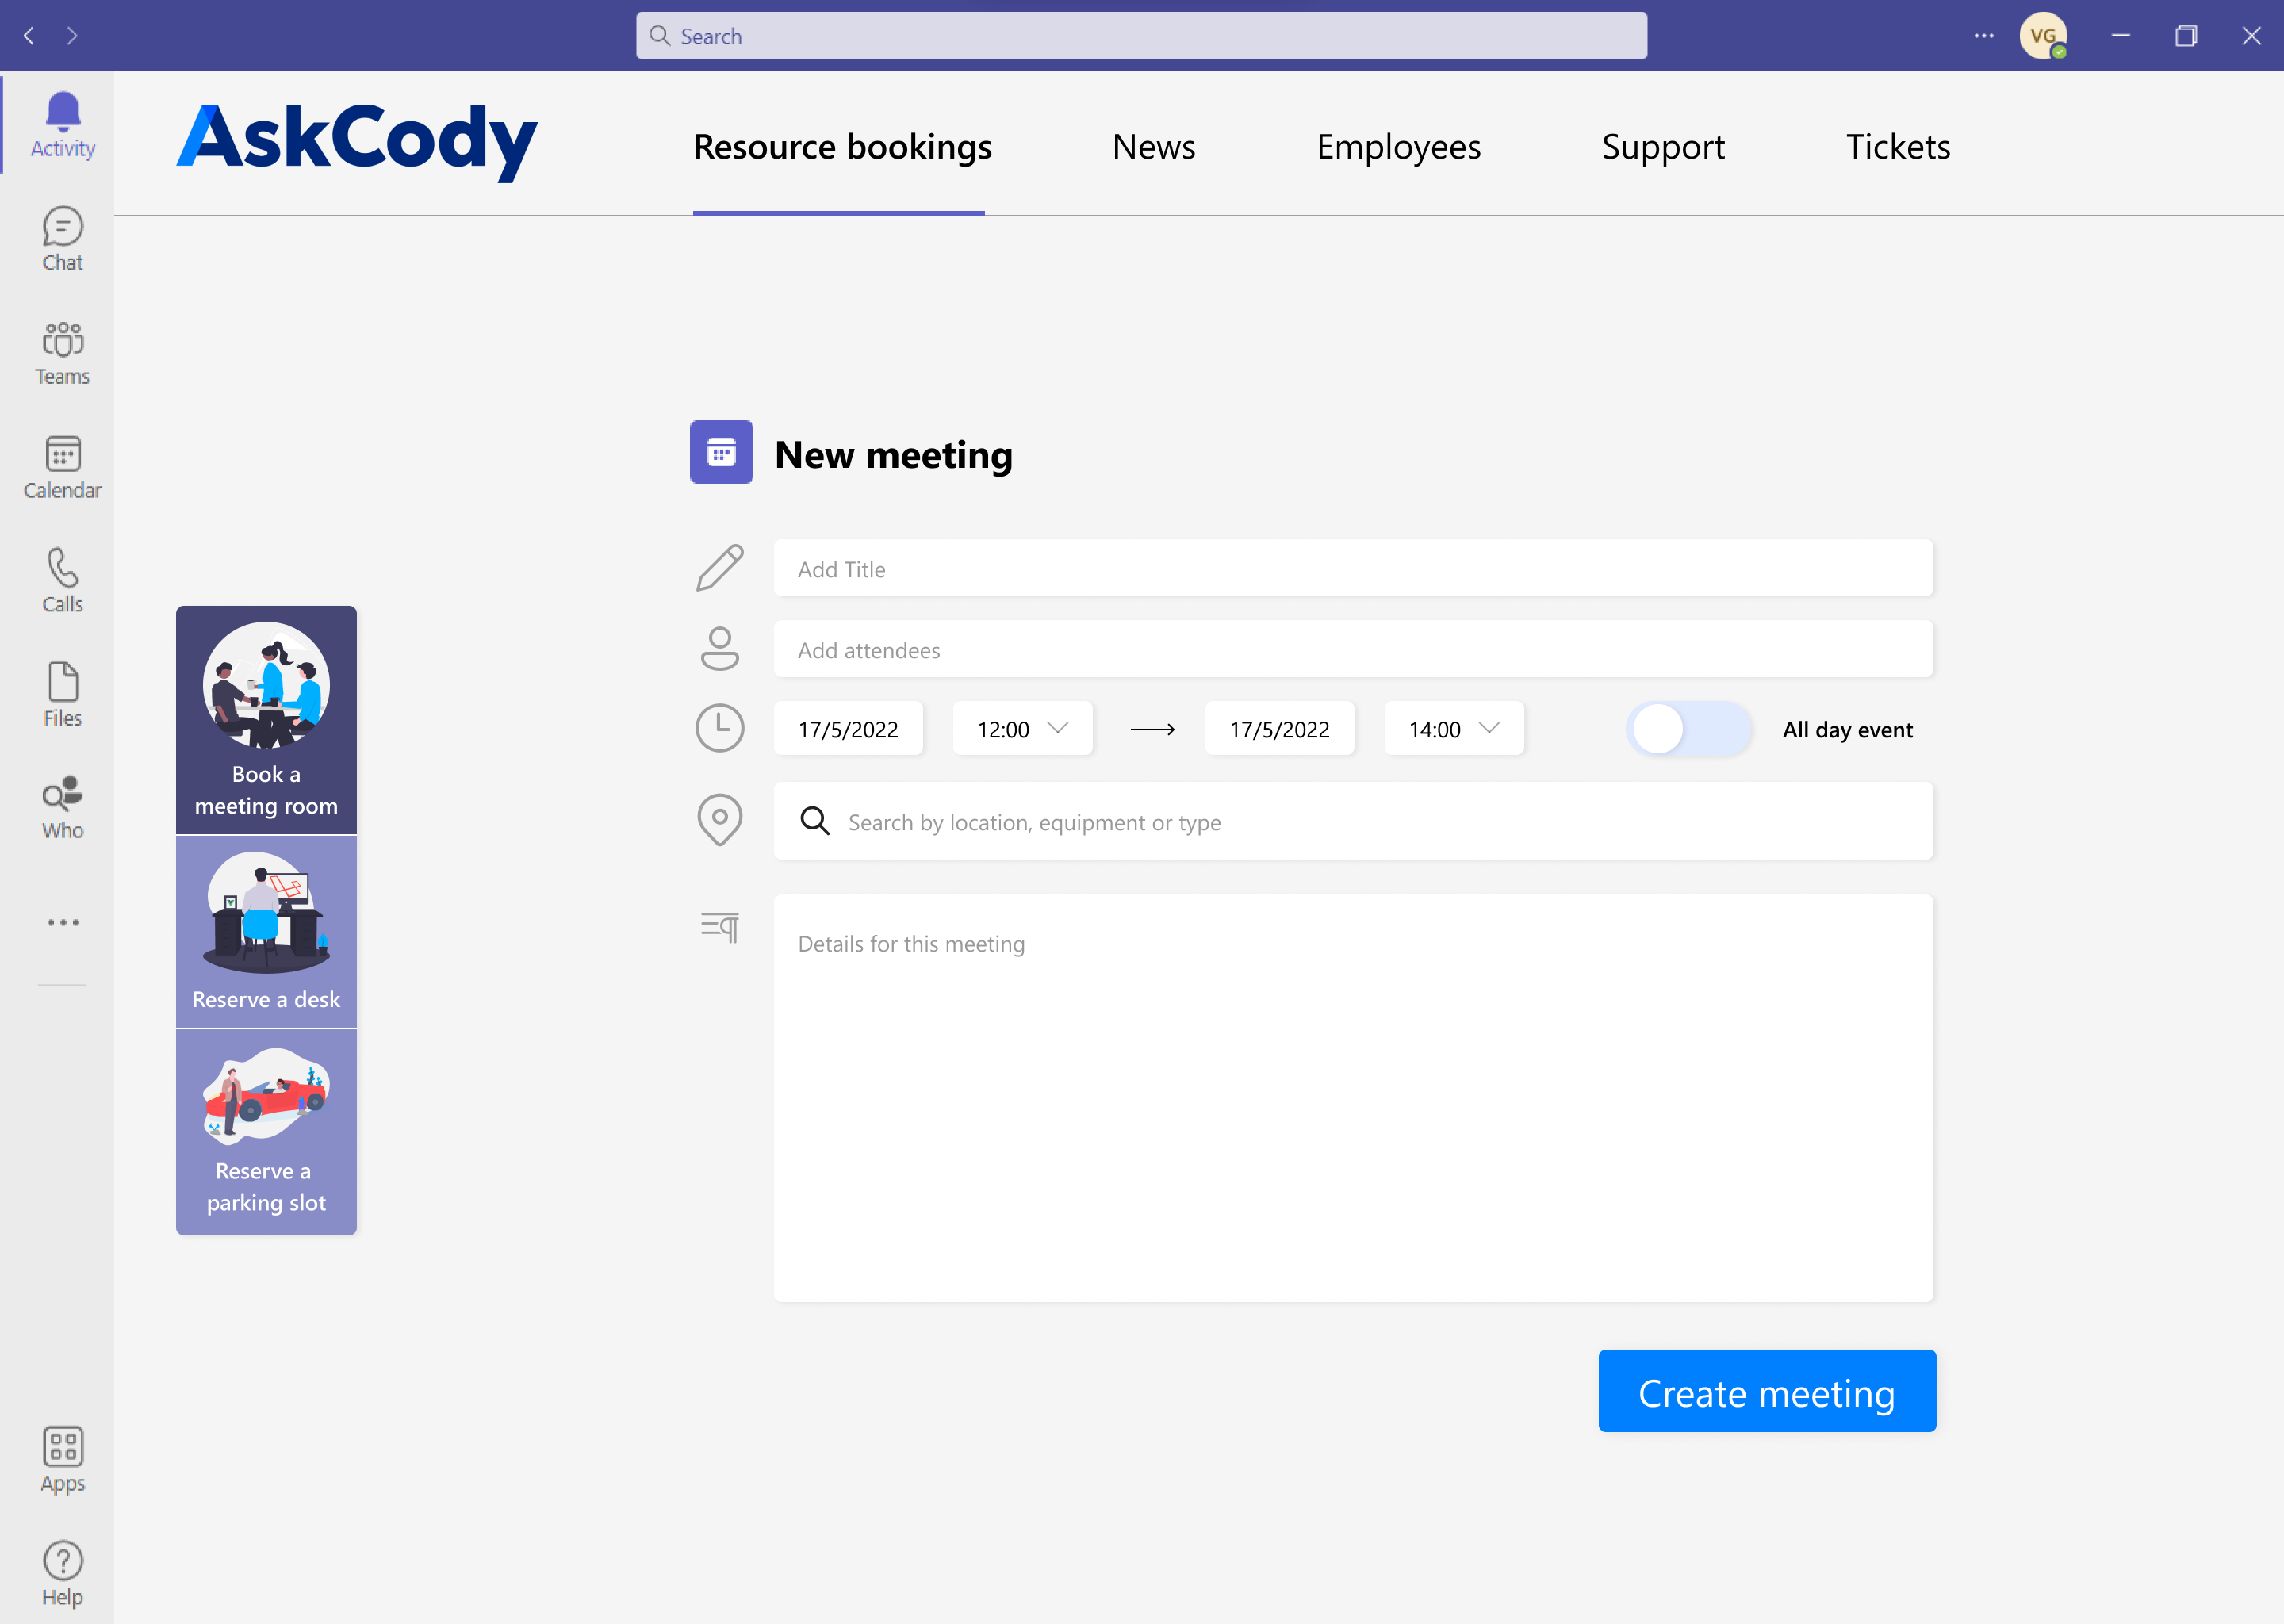 Search
VG
Activity
Chat
Teams
Calendar
Calls
Files
Who
Apps
Help
AskCody
Resource bookings
News
Employees
Support
Tickets
Book a
meeting room
Reserve a desk
Reserve a
parking slot
New meeting
Add Title
Add attendees
17/5/2022
12:00
17/5/2022
14:00
All day event
Search by location, equipment or type
Details for this meeting
Create meeting